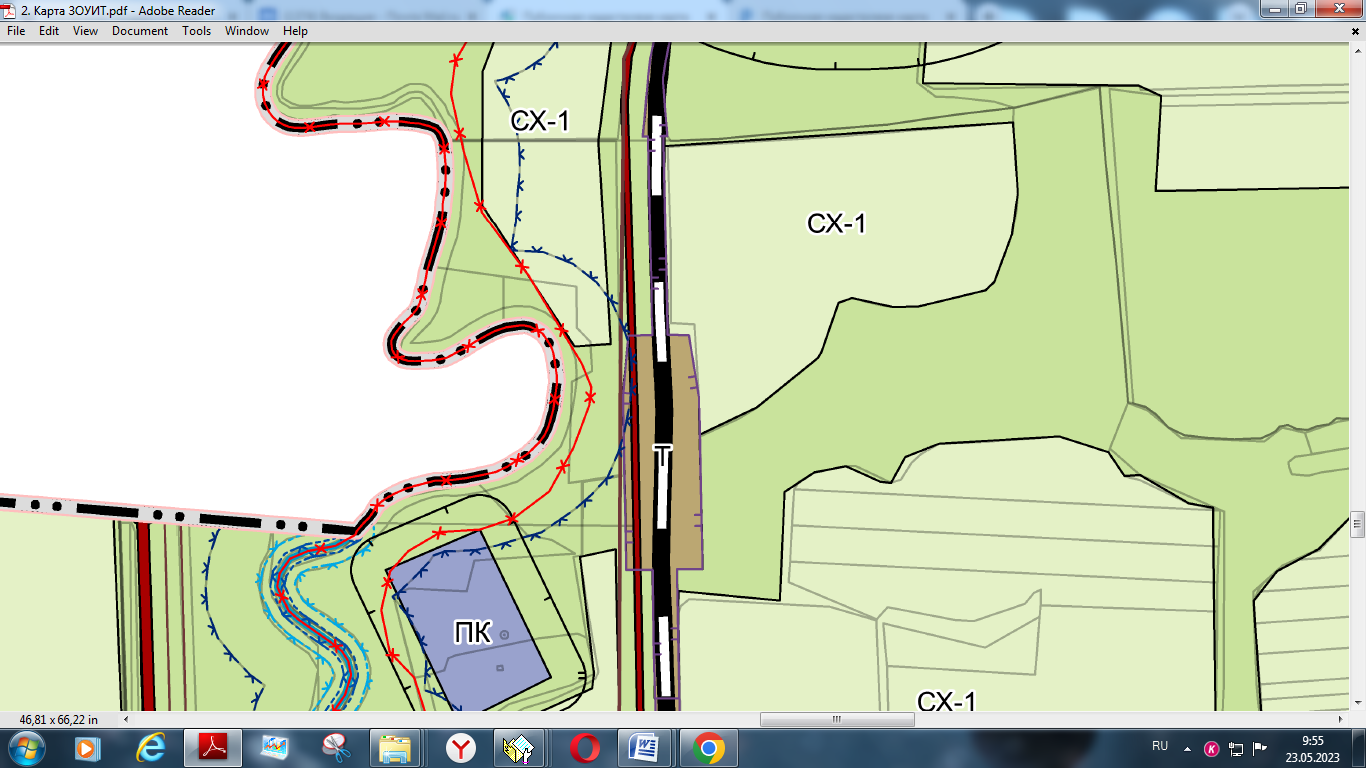 2. Карта ЗОУИТ.pdf - Adobe Reader
File Edit View Document Tools Window Help
СХ-1
СХ-1
Т
ПК
СХ-1
46,81 x 66,22 in
RU
9:55
23.05.2023